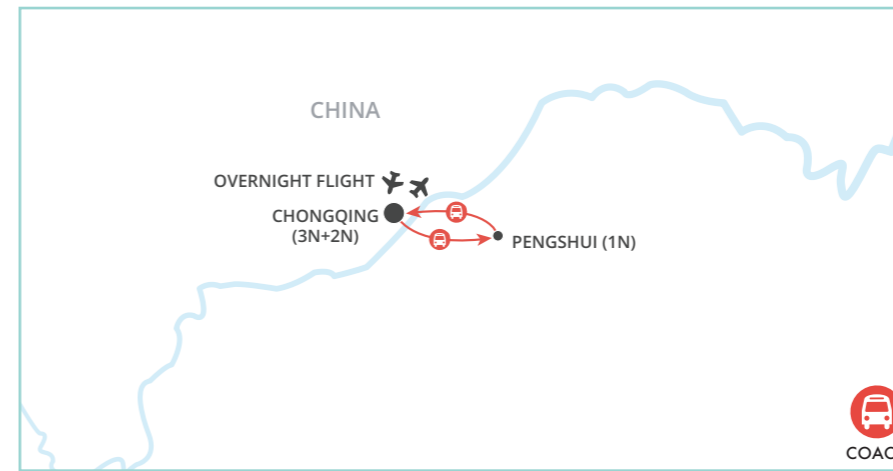 CHINA
OVERNIGHT FLIGHT
CHONGQING
(3N+2N)
PENGSHUI (1N)